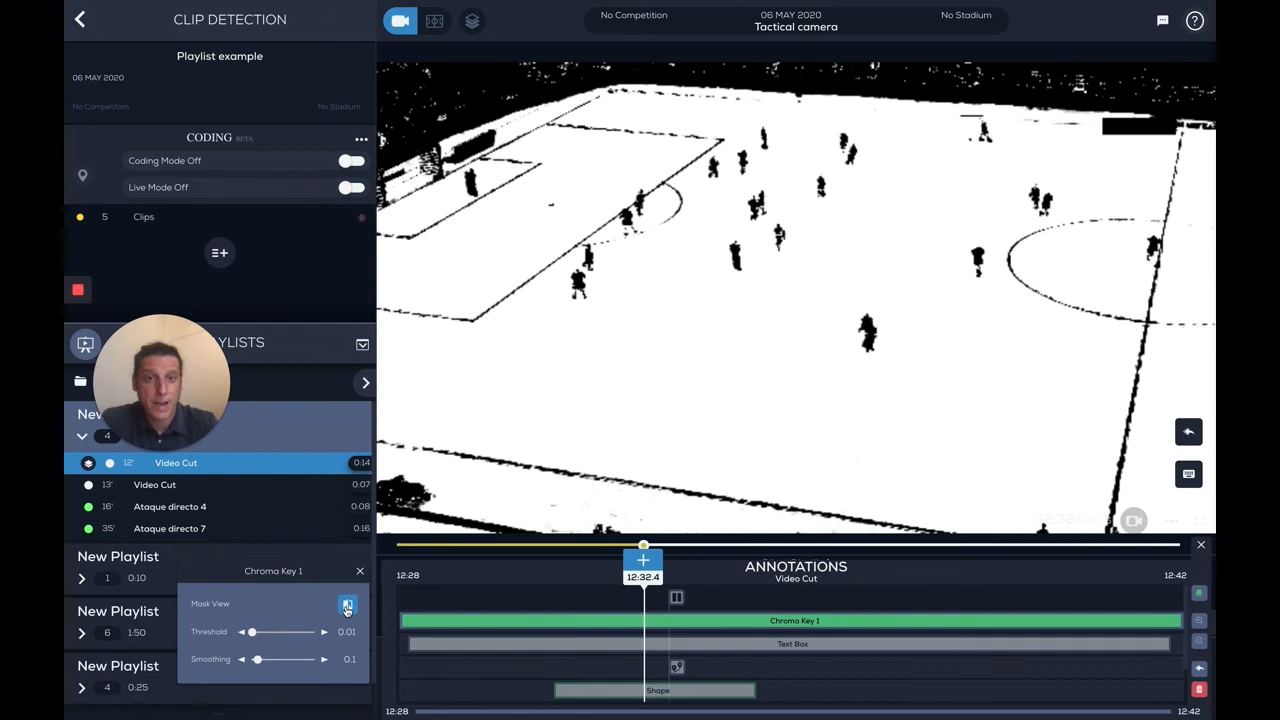 CLIP DETECTION
Playlist example
06 MAY 2020
No Competition
No Stadium
CODING BETA
Coding Mode Off
Live Mode Off
5 Clips
AYLISTS
New
4
12' Video Cut 0:14
13' Video Cut 0:07
16' Ataque directo 4 0:08
35' Ataque directo 7 0:16
New Playlist
1 0:10
New Playlist
6 1:50
New Playlist
4 0:25
Chroma Key 1
Mask View
Threshold 0.01
Smoothing 0.1
No Competition
06 MAY 2020
No Stadium
Tactical camera
12:32.4
ANNOTATIONS
Video Cut
12:28
12:42
Chroma Key 1
Text Box
Shape
12:28
12:42